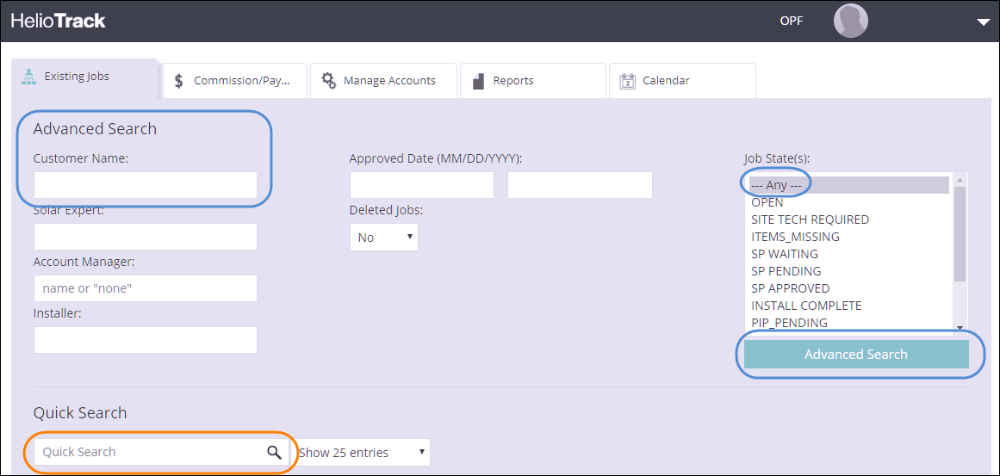 HelioTrack
OPF
Existing Jobs
$ Commission/Pay...
Manage Accounts
Reports
2 Calendar
Advanced Search
Customer Name:
Approved Date (MM/DD/YYYY):
Job State(s):
--- Any ---
OPEN
SITE TECH REQUIRED
ITEMS_MISSING
SP WAITING
SP PENDING
SP APPROVED
INSTALL COMPLETE
PIP_PENDING
Solar Expert:
Deleted Jobs:
No
Account Manager:
name or "none"
Installer:
Advanced Search
Quick Search
Quick Search
Show 25 entries